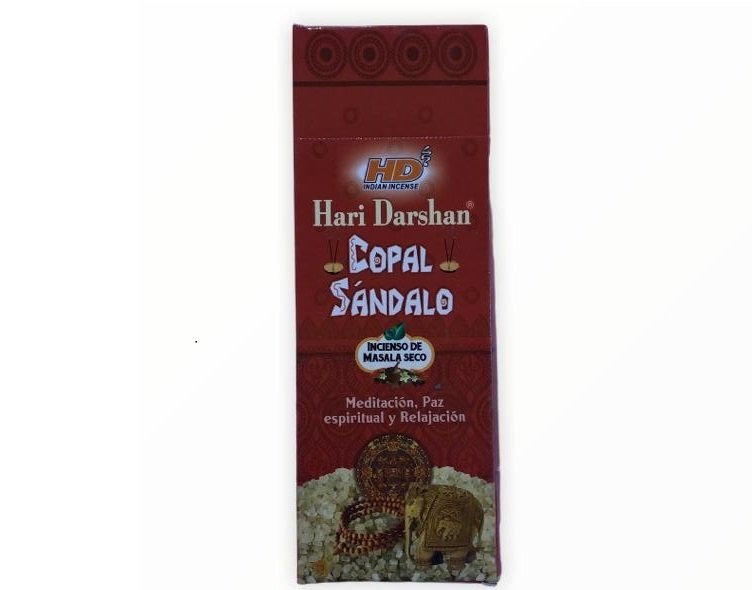 HD
INDIAN INCENSE
Hari Darshan®
COPAL
SÁNDALO
INCIENSO DE
MASALA SECO
Meditación, Paz
espiritual y Relajación